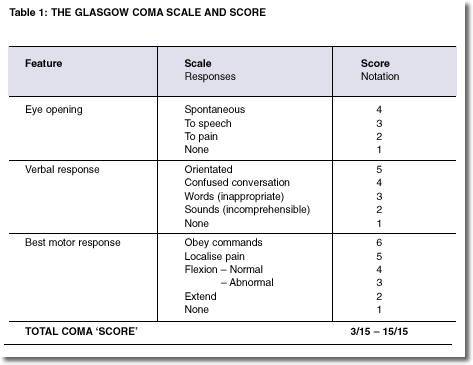 Table 1: THE GLASGOW COMA SCALE AND SCORE
Feature Scale Score
Responses Notation
Eye opening Spontaneous 4
To speech 3
To pain 2
None 1
Verbal response Orientated 5
Confused conversation 4
Words (inappropriate) 3
Sounds (incomprehensible) 2
None 1
Best motor response Obey commands 6
Localise pain 5
Flexion – Normal 4
– Abnormal 3
Extend 2
None 1
TOTAL COMA ‘SCORE’ 3/15 – 15/15